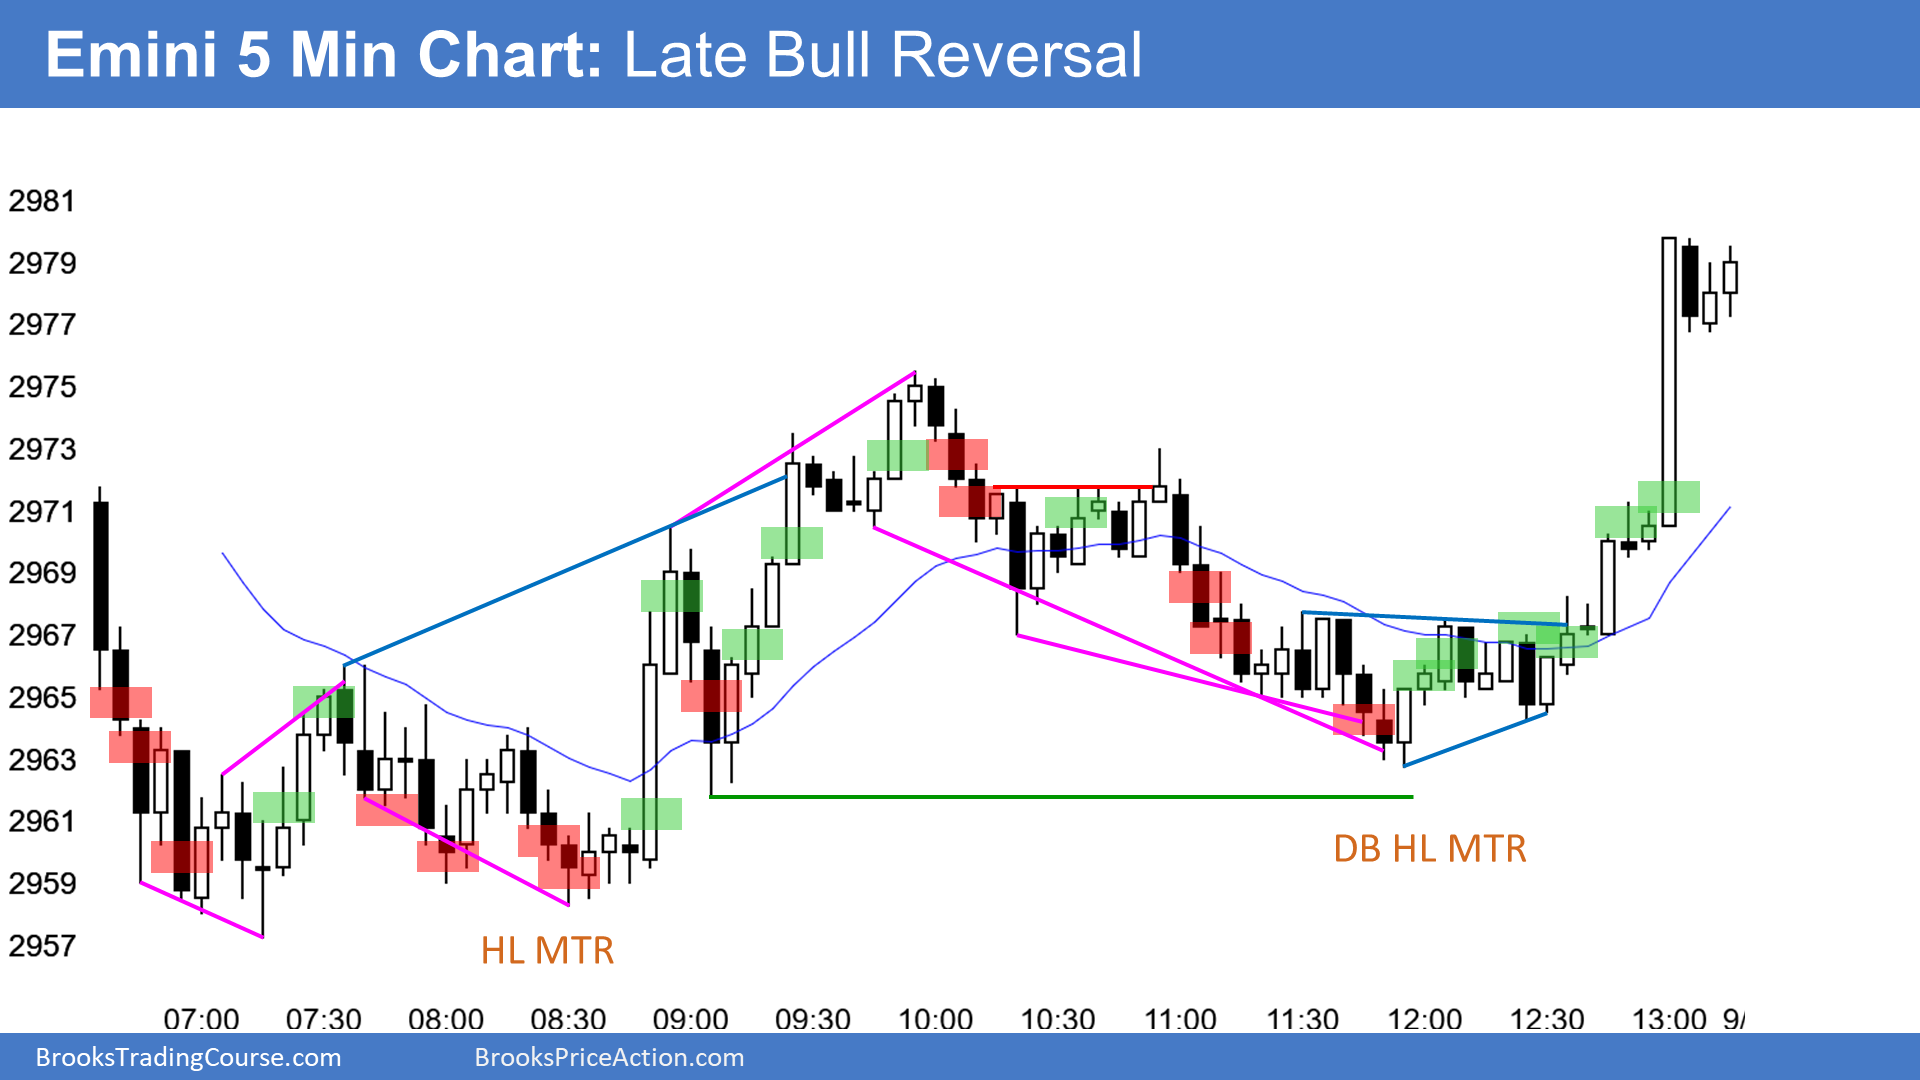 Emini 5 Min Chart: Late Bull Reversal
2981
2979
2977
2975
2973
2971
2969
2967
2965
2963
2961
2959
2957
DB HL MTR
HL MTR
07:00 07:30 08:00 08:30 09:00 09:30 10:00 10:30 11:00 11:30 12:00 12:30 13:00 9/
BrooksTradingCourse.com BrooksPriceAction.com